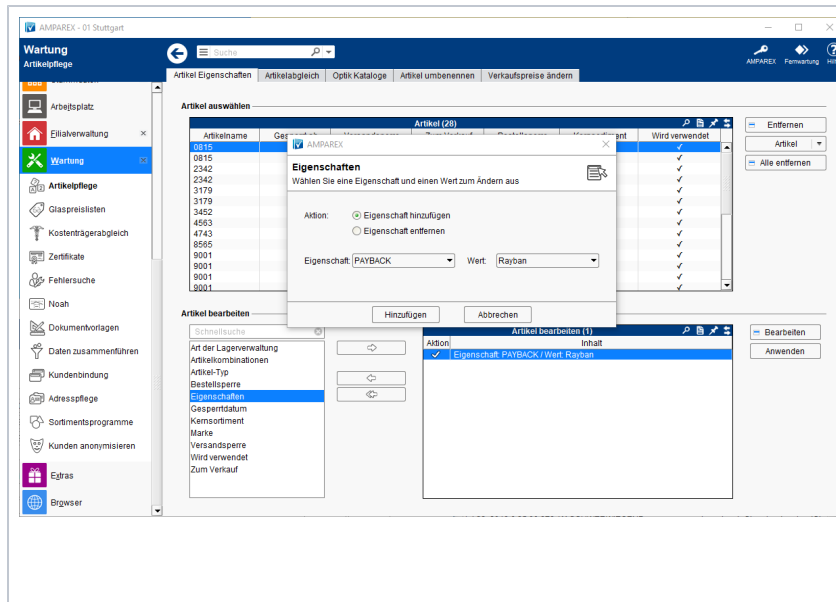 AMPAREX - 01 Stuttgart
Wartung
Artikelpflege
Suche
AMPAREX Fernwartung
Artikel Eigenschaften Artikelabgleich Optik Kataloge Artikel umbenennen Verkaufspreise ändern
Arbeitsplatz
Filialverwaltung
Wartung
Artikelpflege
Glaspreislisten
Kostenträgerabgleich
Zertifikate
Fehlersuche
Noah
Dokumentvorlagen
Daten zusammenführen
Kundenbindung
Adresspflege
Sortimentsprogramme
Kunden anonymisieren
Extras
Browser
Artikel auswählen
Artikel (28)
Artikelname Wird verwendet
0815
0815
2342
2342
3179
3179
3452
4563
4743
8565
9001
9001
9001
9001
Entfernen
Artikel
Alle entfernen
AMPAREX
Eigenschaften
Wählen Sie eine Eigenschaft und einen Wert zum Ändern aus
Aktion: Eigenschaft hinzufügen
Eigenschaft entfernen
Eigenschaft: PAYBACK Wert: Rayban
Hinzufügen Abbrechen
Artikel bearbeiten
Schnellsuche
Art der Lagerverwaltung
Artikelkombinationen
Artikel-Typ
Bestellsperre
Eigenschaften
Gesperrtdatum
Kernsortiment
Marke
Versandsperre
Wird verwendet
Zum Verkauf
Artikel bearbeiten (1)
Aktion Inhalt
Eigenschaft: PAYBACK / Wert: Rayban
Bearbeiten
Anwenden